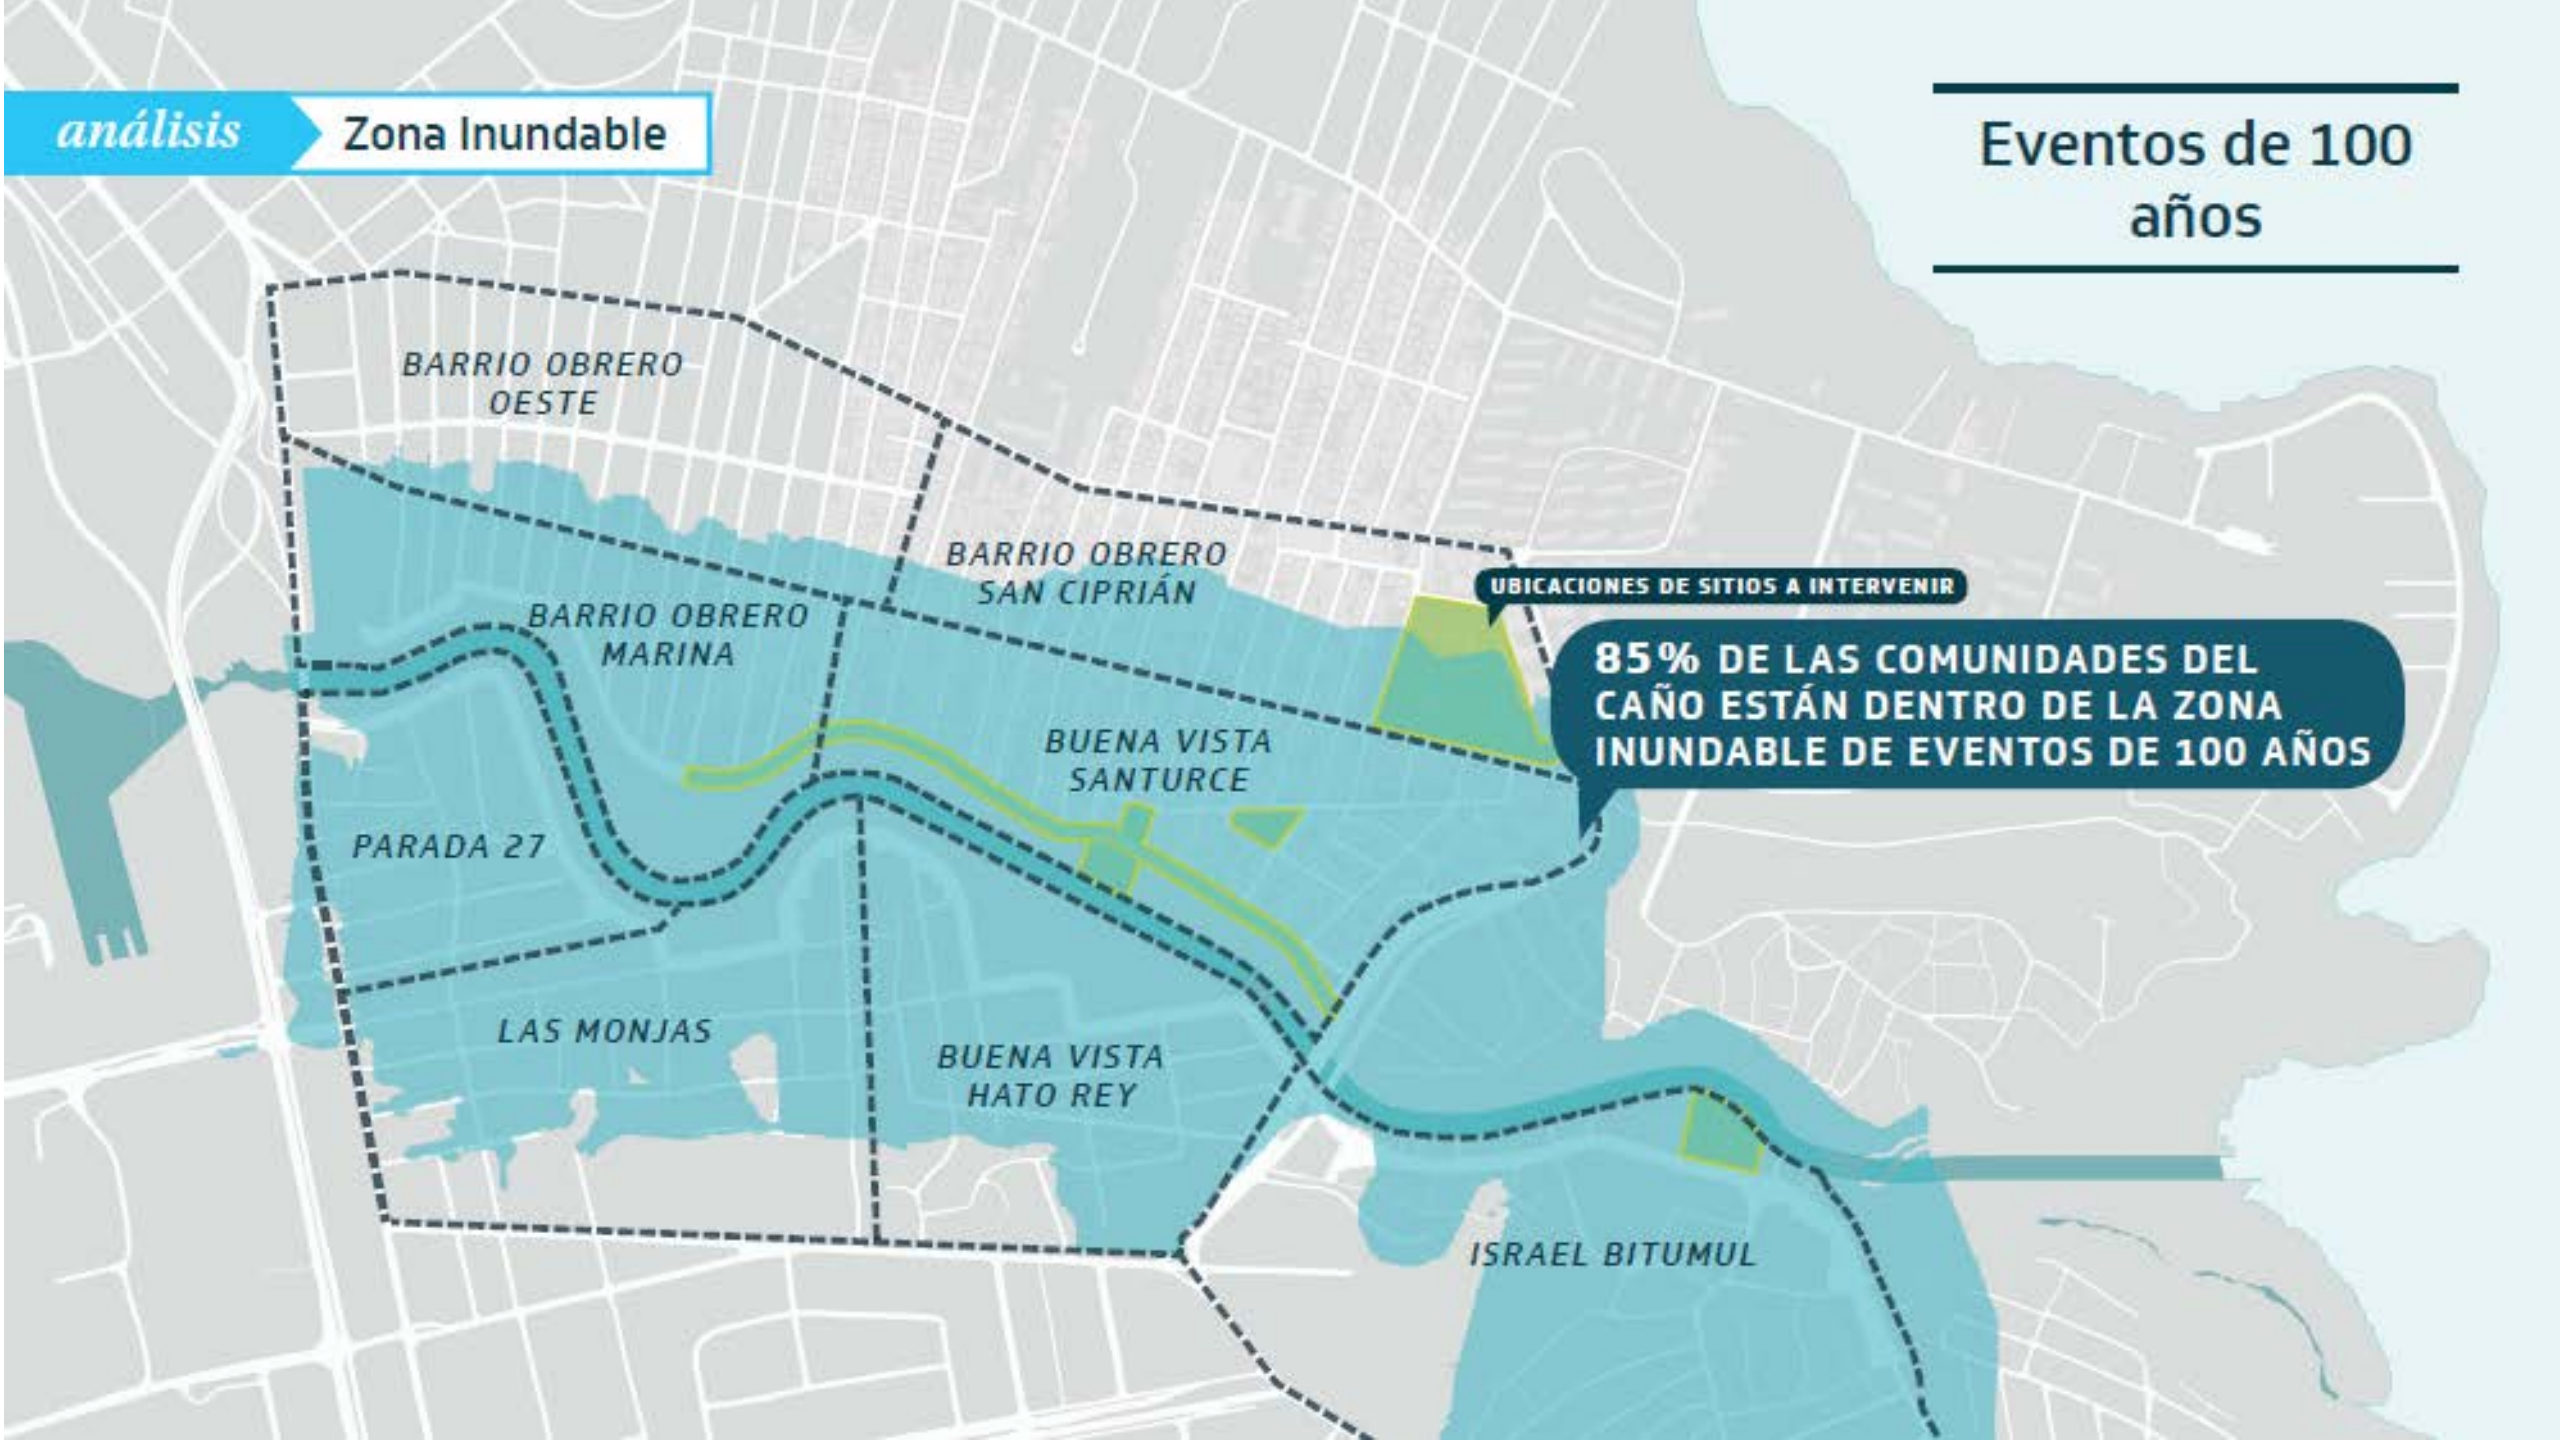 análisis
Zona Inundable
Eventos de 100
años
BARRIO OBRERO
OESTE
BARRIO OBRERO
SAN CIPRIÁN
UBICACIONES DE SITIOS A INTERVENIR
BARRIO OBRERO
MARINA
85% DE LAS COMUNIDADES DEL
CAÑO ESTÁN DENTRO DE LA ZONA
INUNDABLE DE EVENTOS DE 100 AÑOS
BUENA VISTA
SANTURCE
PARADA 27
LAS MONJAS
BUENA VISTA
HATO REY
ISRAEL BITUMUL